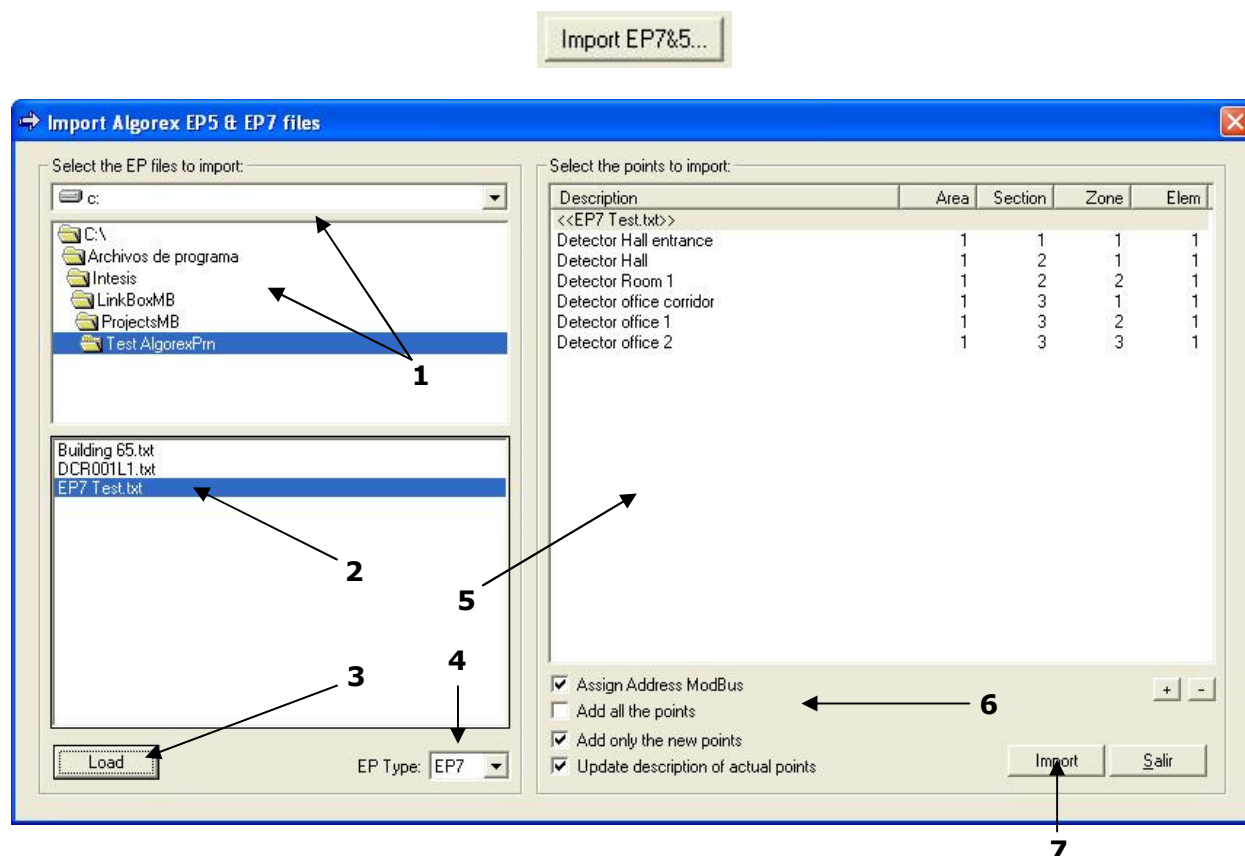 Import EP7&5...
Import Algorex EP5 & EP7 files
Select the EP files to import:
c:
C:\
Archivos de programa
Intesis
LinkBoxMB
ProjectsMB
Test AlgorexPrn
1
Building 65.txt
DCR001L1.txt
EP7 Test.txt
2
3
4
Load
EP Type: EP7
Select the points to import:
Description Area Section Zone Elem
<<EP7 Test.txt>>
Detector Hall entrance 1 1 1 1
Detector Hall 1 2 1 1
Detector Room 1 1 2 2 1
Detector office corridor 1 3 1 1
Detector office 1 1 3 2 1
Detector office 2 1 3 3 1
5
Assign Address ModBus
+ -
Add all the points
6
Add only the new points
Update description of actual points
Import Salir
7